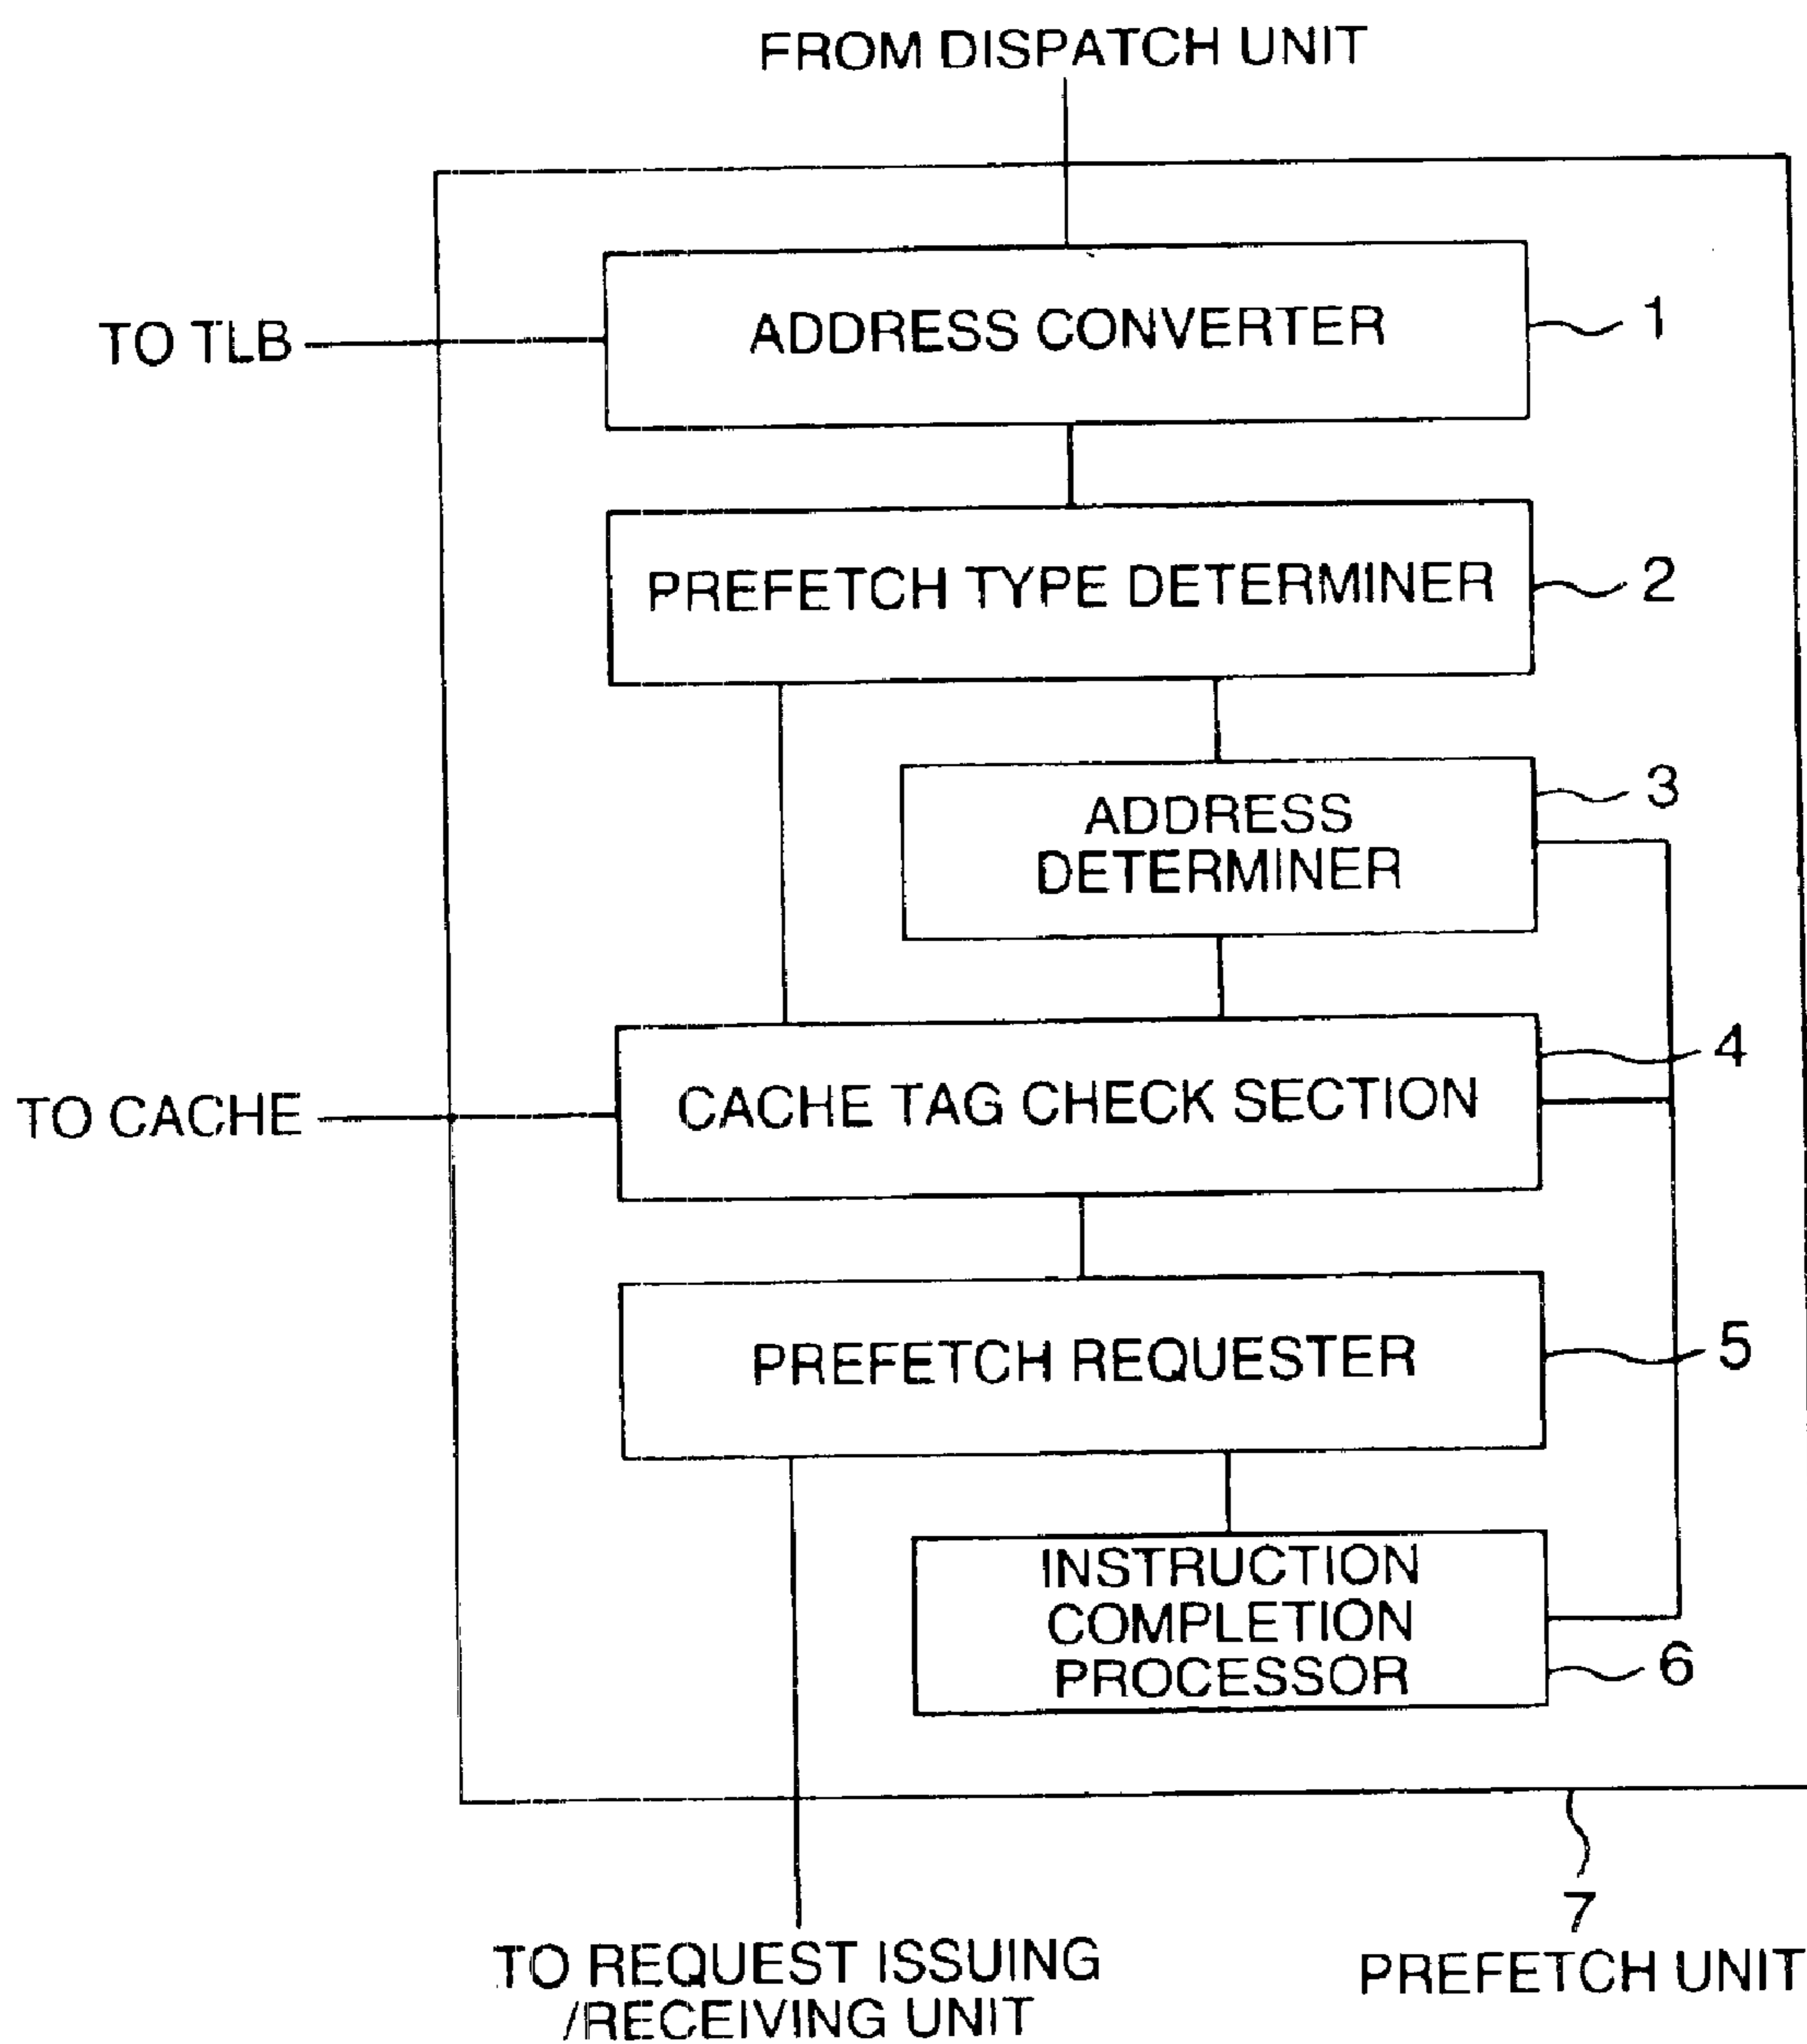 FROM DISPATCH UNIT
TO TLB
ADDRESS CONVERTER
1
PREFETCH TYPE DETERMINER
2
ADDRESS
DETERMINER
3
TO CACHE
CACHE TAG CHECK SECTION
4
PREFETCH REQUESTER
5
INSTRUCTION
COMPLETION
PROCESSOR
6
7
PREFETCH UNIT
TO REQUEST ISSUING
/RECEIVING UNIT